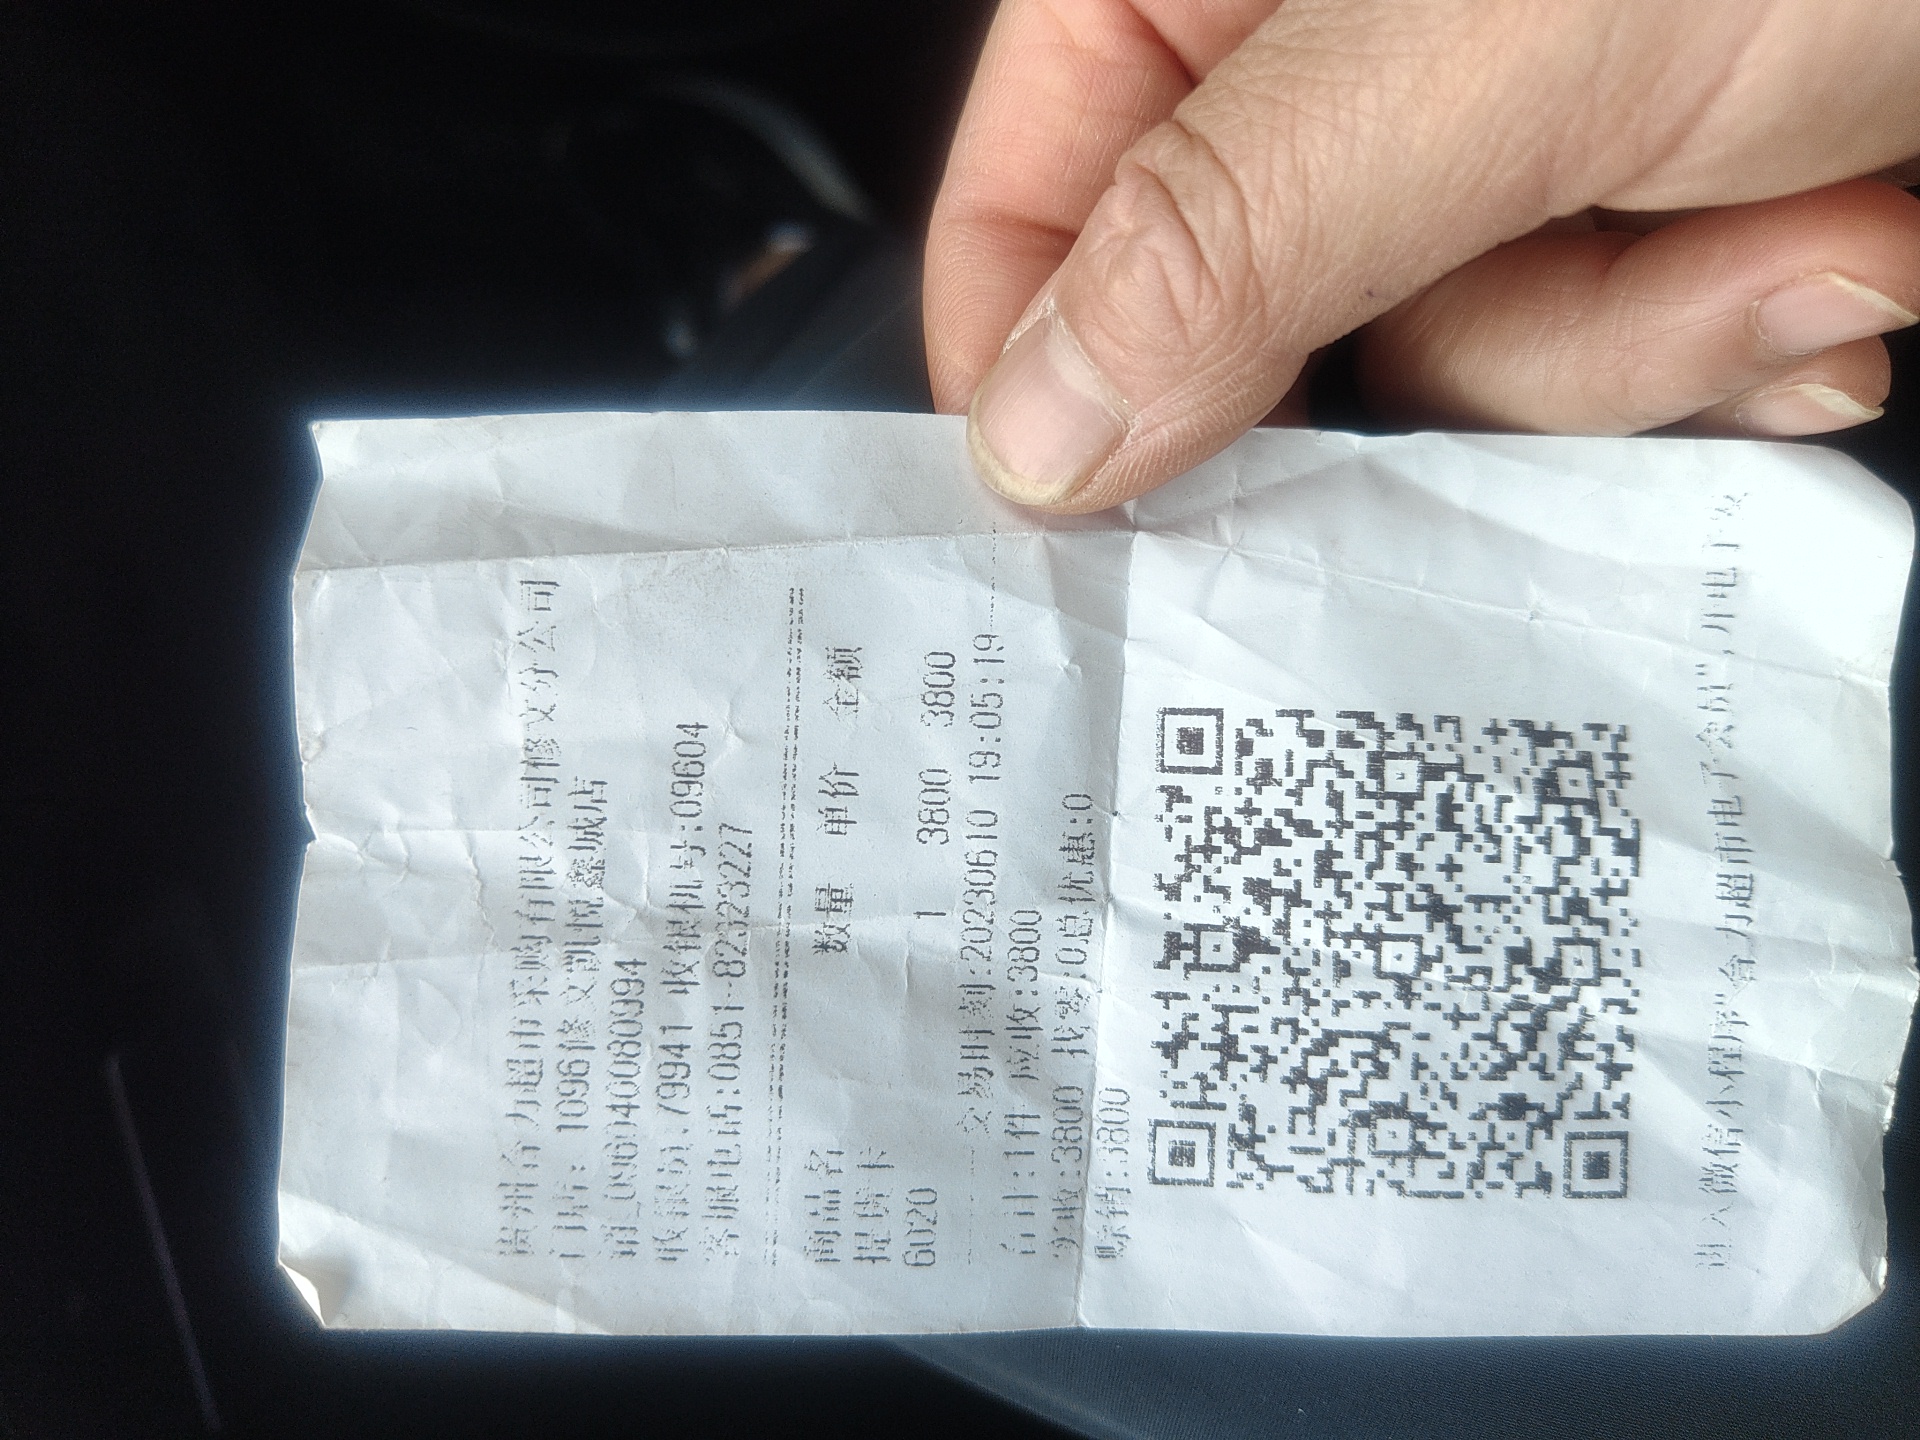 贵州合力超市采购有限公司修文分公司
门店: 1096修文凯悦鑫城店
销_0960400080994
收银员:79941 收银机号:09604
客服电话:0851-82323227
商品名 数量 单价 金额
提货卡
6020 1 3800 3800
交易时刻:20230610 19:05:19
合计:1件 应收:3800
实收:3800 找零:0总优惠:0
赊销:3800
进入微信小程序"合力超市电子会员",开电子发